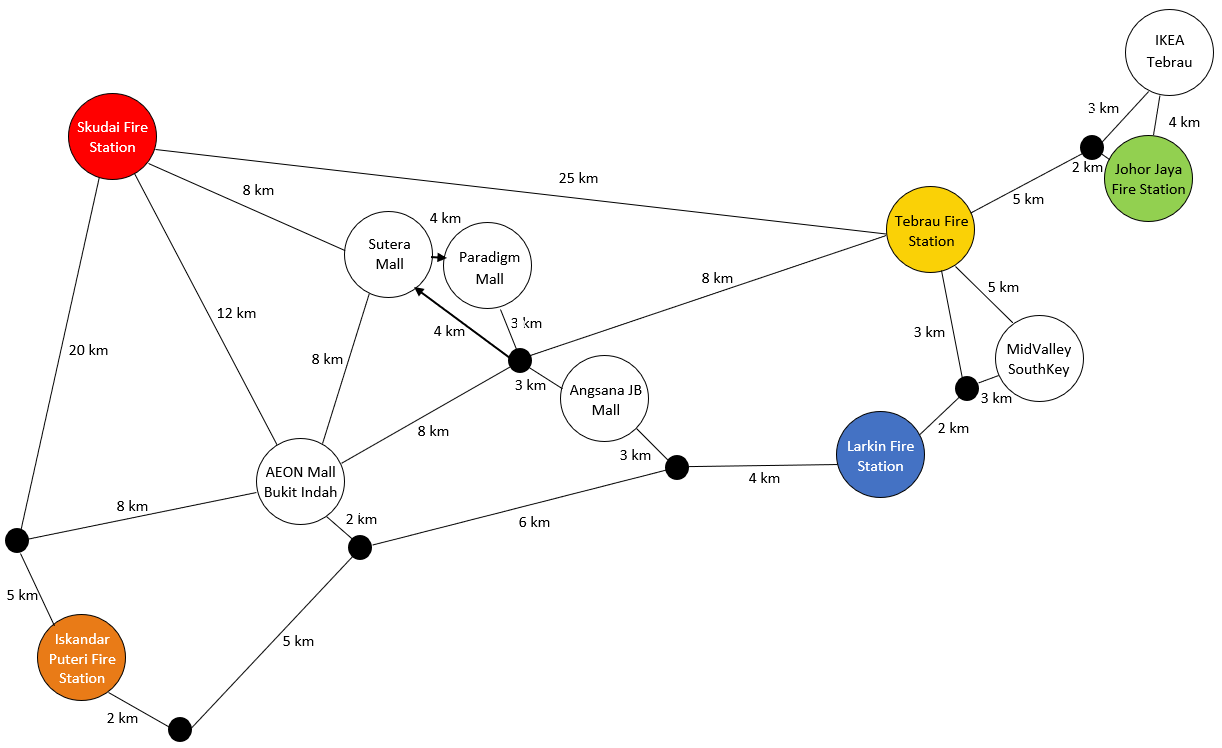 IKEA
Tebrau
3 km
4 km
Skudai Fire
Station
2 km
Johor Jaya
Fire Station
25 km
8 km
5 km
4 km
Tebrau Fire
Station
Sutera
Mall
Paradigm
Mall
8 km
5 km
12 km
3 km
4 km
3 km
20 km
8 km
MidValley
SouthKey
3 km
Angsana JB
Mall
3 km
8 km
2 km
Larkin Fire
Station
3 km
AEON Mall
Bukit Indah
4 km
8 km
2 km
6 km
5 km
Iskandar
Puteri Fire
Station
5 km
2 km